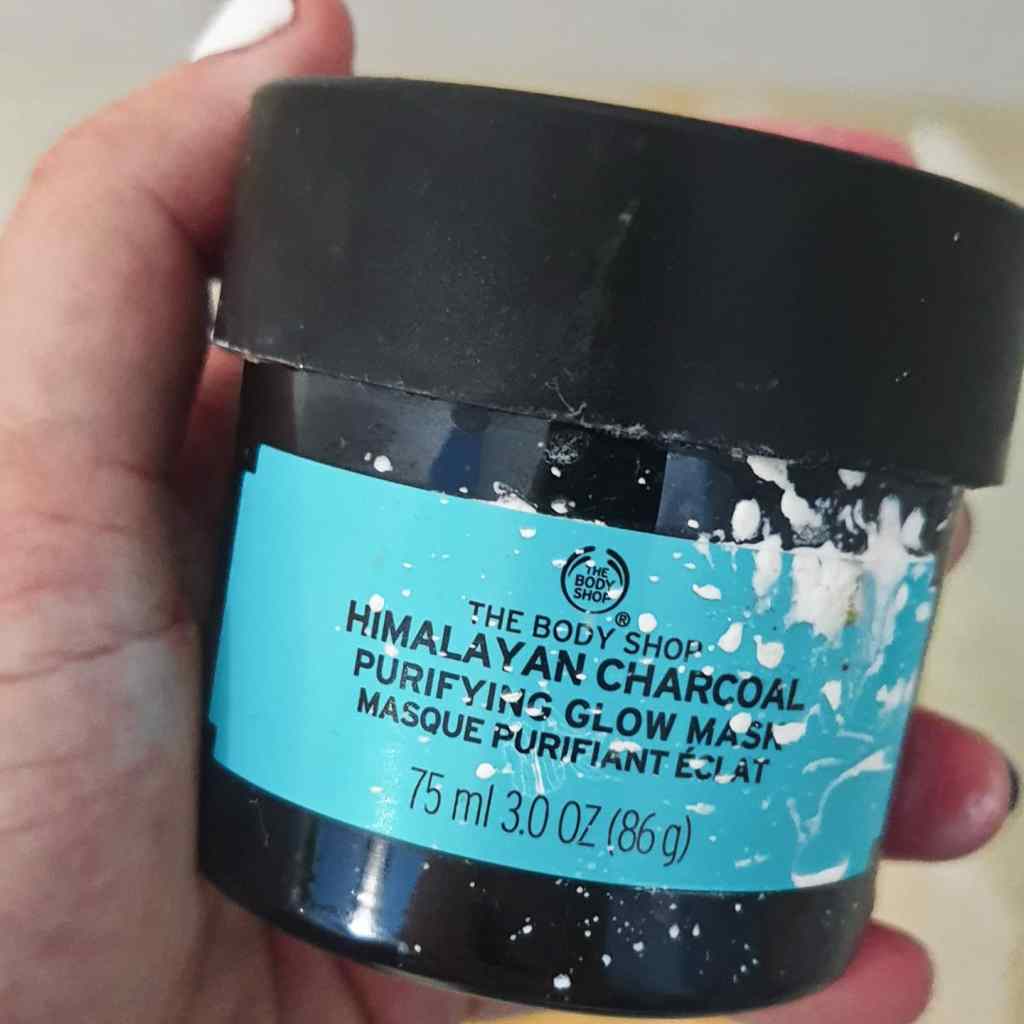 THE
BODY
SHOP
®
THE BODY SHOP
HIMALAYAN CHARCOAL
PURIFYING GLOW MASK
MASQUE PURIFIANT ÉCLAT
75 ml 3.0 OZ (86 g)